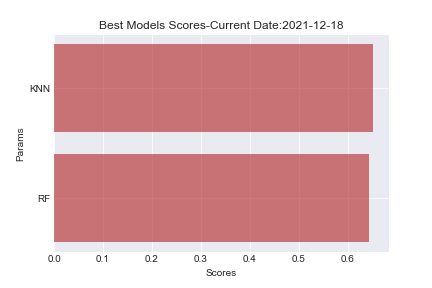 Best Models Scores-Current Date:2021-12-18
KNN
Params
RF
0.0 0.1 0.2 0.3 0.4 0.5 0.6
Scores